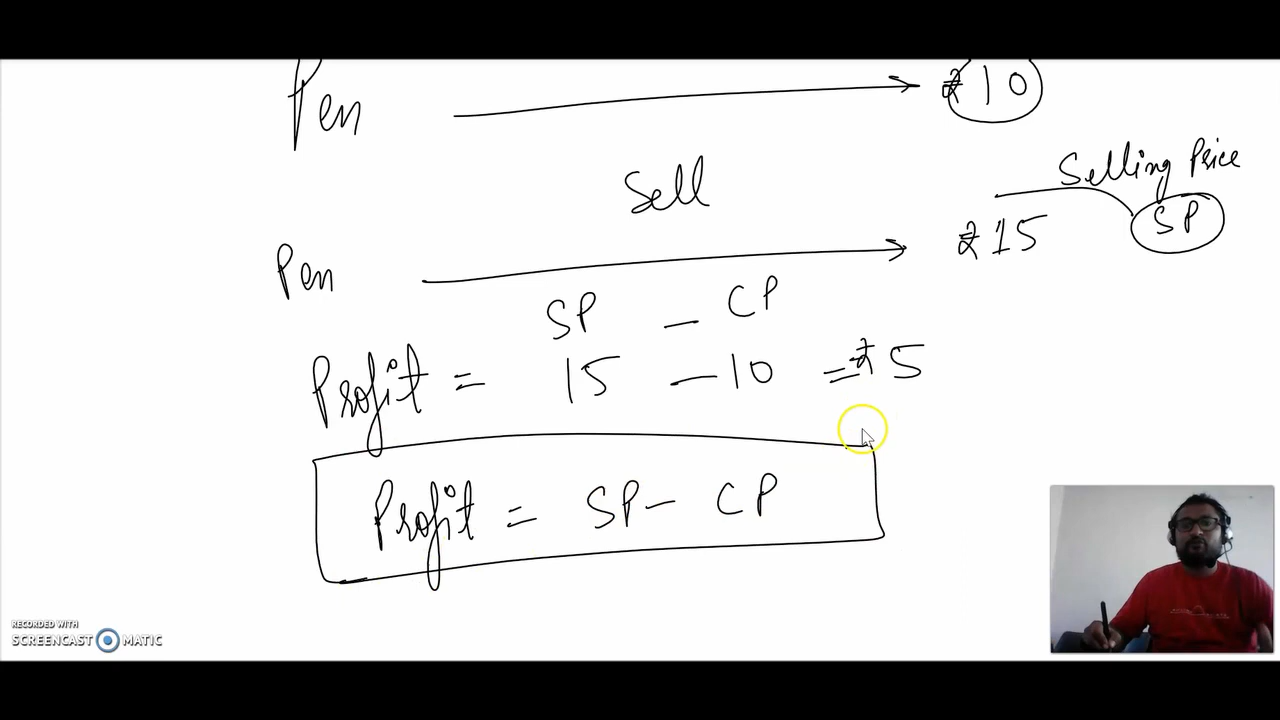 Pen ₹10
Sell
Selling Price
SP
Pen ₹15
SP - CP
Profit = 15 - 10 = ₹5
Profit = SP - CP
RECORDED WITH
SCREENCAST MATIC